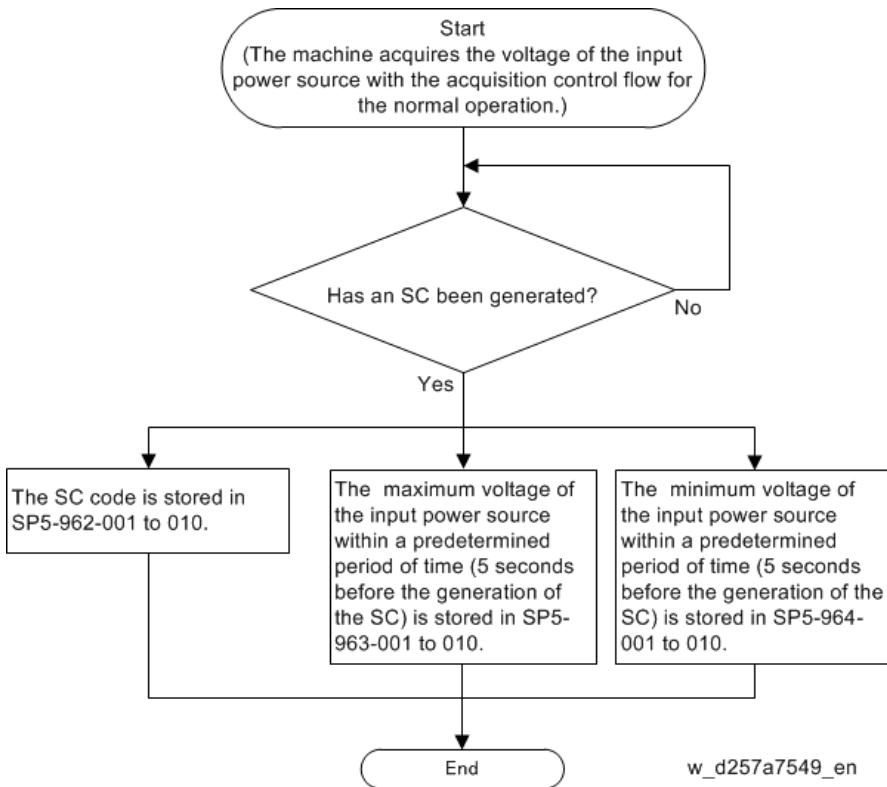 Start
(The machine acquires the voltage of the input
power source with the acquisition control flow for
the normal operation.)
Has an SC been generated?
No
Yes
The SC code is stored in
SP5-962-001 to 010.
The maximum voltage of
the input power source
within a predetermined
period of time (5 seconds
before the generation of
the SC) is stored in SP5-
963-001 to 010.
The minimum voltage of
the input power source
within a predetermined
period of time (5 seconds
before the generation of the
SC) is stored in SP5-964-
001 to 010.
End
w_d257a7549_en